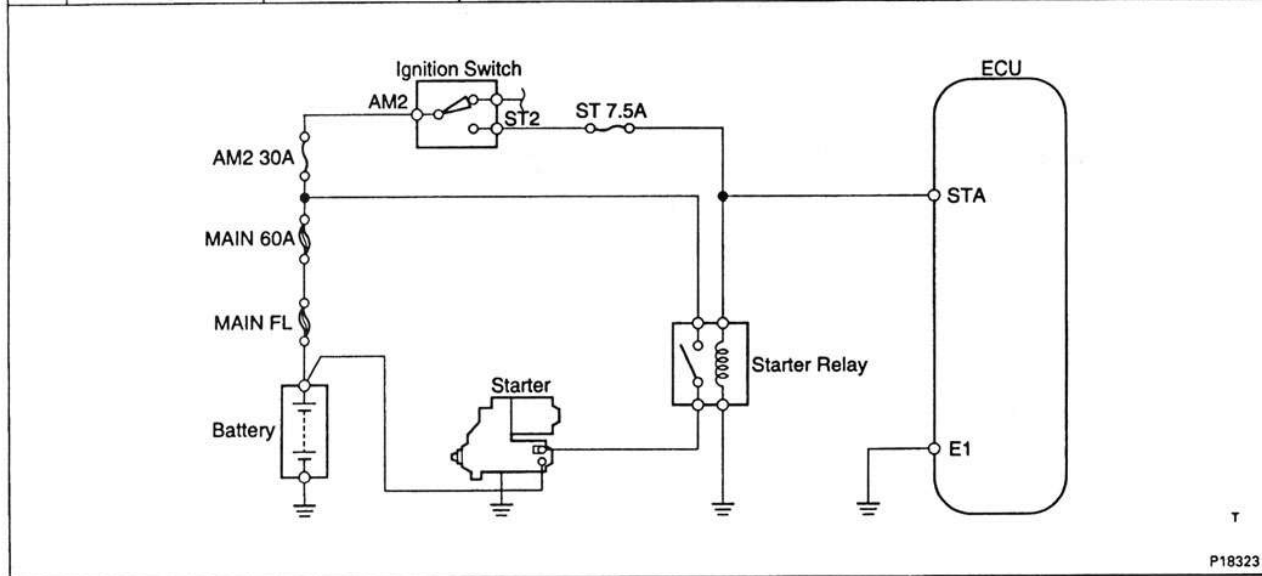 Ignition Switch
ECU
AM2
ST2
ST 7.5A
AM2 30A
STA
MAIN 60A
MAIN FL
Starter Relay
Starter
Battery
E1
T
P18323